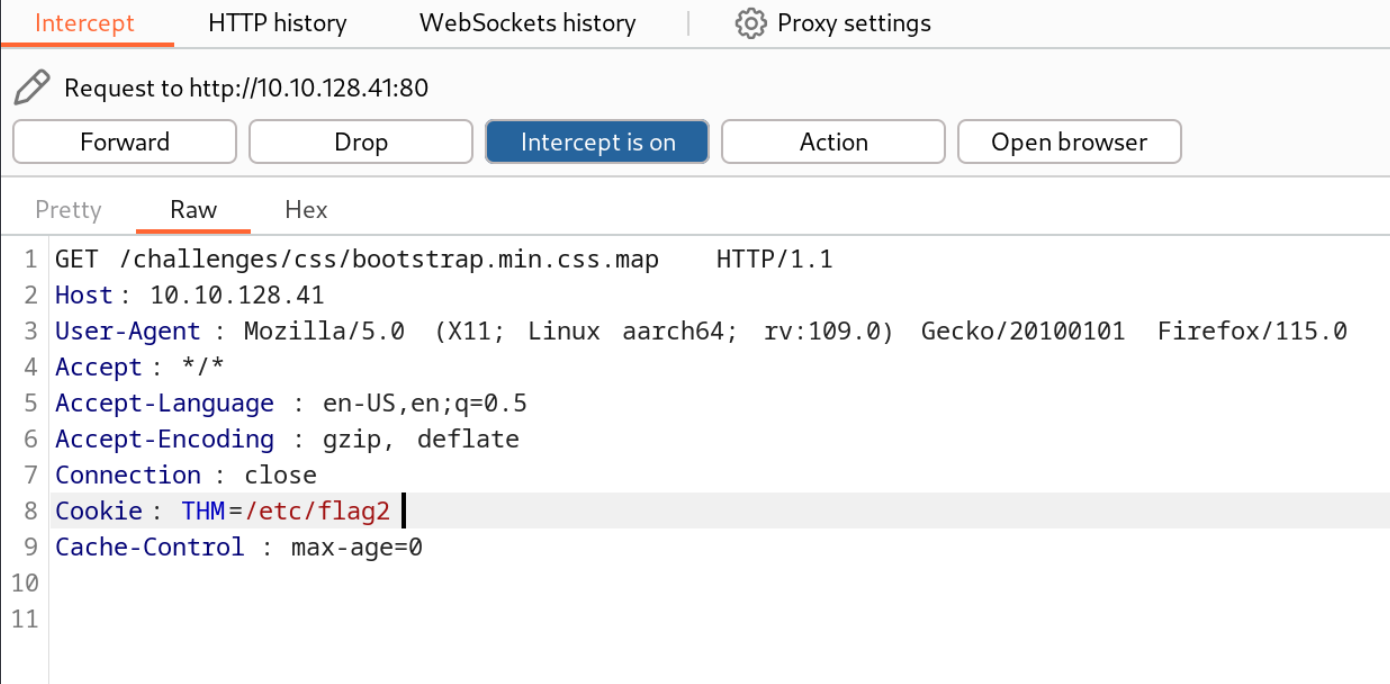 Intercept HTTP history WebSockets history | Proxy settings
Request to http://10.10.128.41:80
Forward Drop Intercept is on Action Open browser
Pretty Raw Hex
1 GET /challenges/css/bootstrap.min.css.map HTTP/1.1
2 Host : 10.10.128.41
3 User-Agent : Mozilla/5.0 (X11; Linux aarch64; rv:109.0) Gecko/20100101 Firefox/115.0
4 Accept : */*
5 Accept-Language : en-US,en;q=0.5
6 Accept-Encoding : gzip, deflate
7 Connection : close
8 Cookie : THM=/etc/flag2
9 Cache-Control : max-age=0
10
11